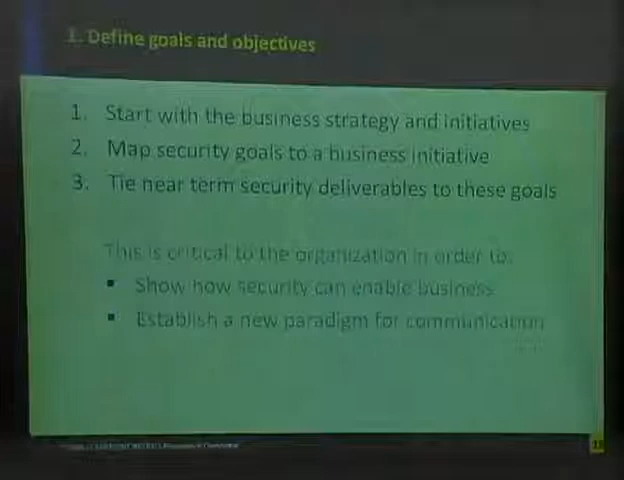 1. Define goals and objectives
1. Start with the business strategy and initiatives
2. Map security goals to a business initiative
3. Tie near term security deliverables to these goals
This is critical to the organization in order to:
▪ Show how security can enable business
▪ Establish a new paradigm for communication